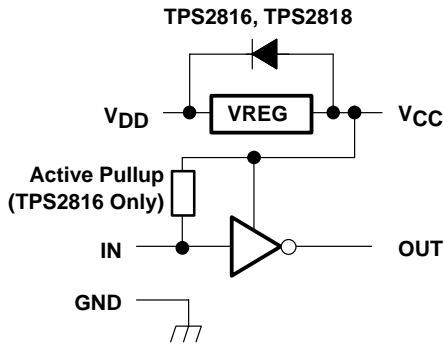 TPS2816, TPS2818
VDD
VREG
VCC
Active Pullup
(TPS2816 Only)
IN
OUT
GND